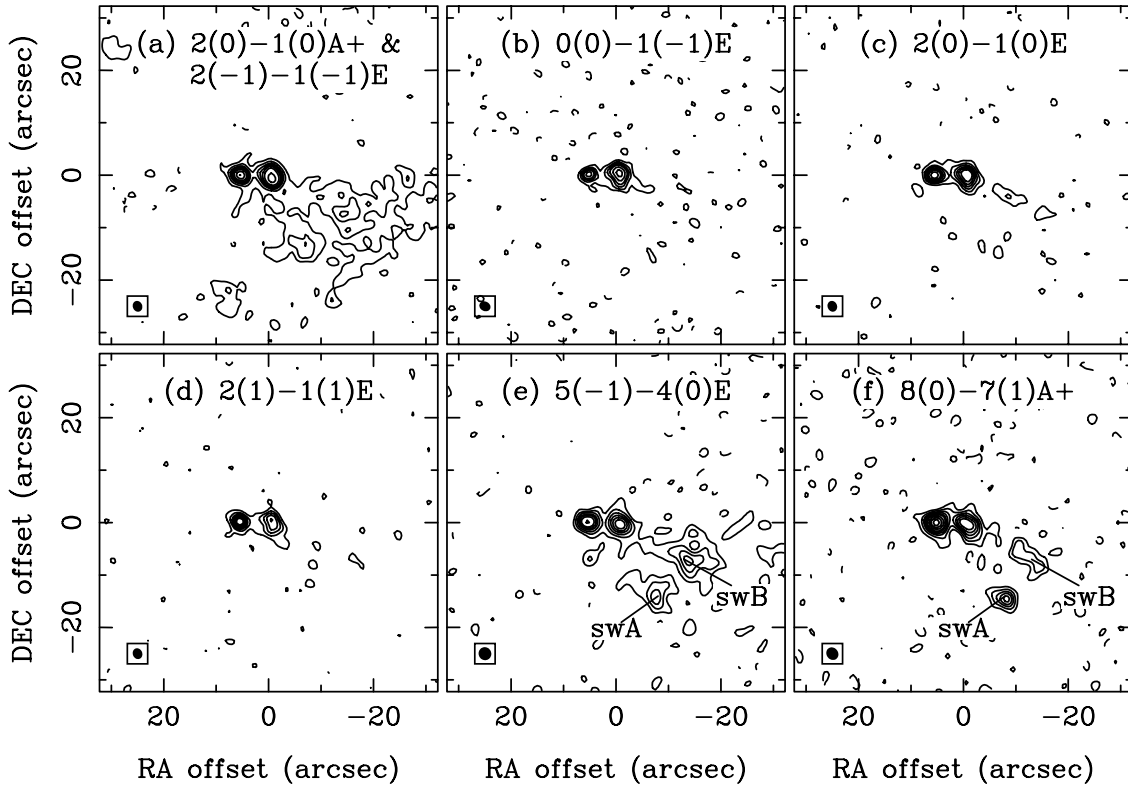 (a) 2(0)−1(0)A+ &
2(−1)−1(−1)E
(b) 0(0)−1(−1)E
(c) 2(0)−1(0)E
DEC offset (arcsec)
20
0
−20
(d) 2(1)−1(1)E
(e) 5(−1)−4(0)E
(f) 8(0)−7(1)A+
DEC offset (arcsec)
20
0
−20
swB
swA
swB
swA
20 0 −20 20 0 −20 20 0 −20
RA offset (arcsec) RA offset (arcsec) RA offset (arcsec)